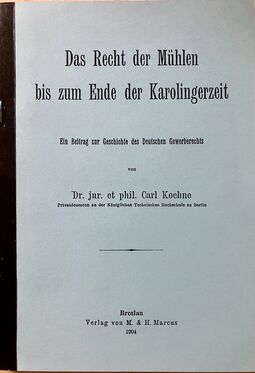 Das Recht der Mühlen
bis zum Ende der Karolingerzeit
Ein Beitrag zur Geschichte des Deutschen Gewerberechts
von
Dr. jur. et phil. Carl Koehne
Privatdozenten an der Königlichen Technischen Hochschule zu Berlin
Breslau
Verlag von M. & H. Marcus
1904